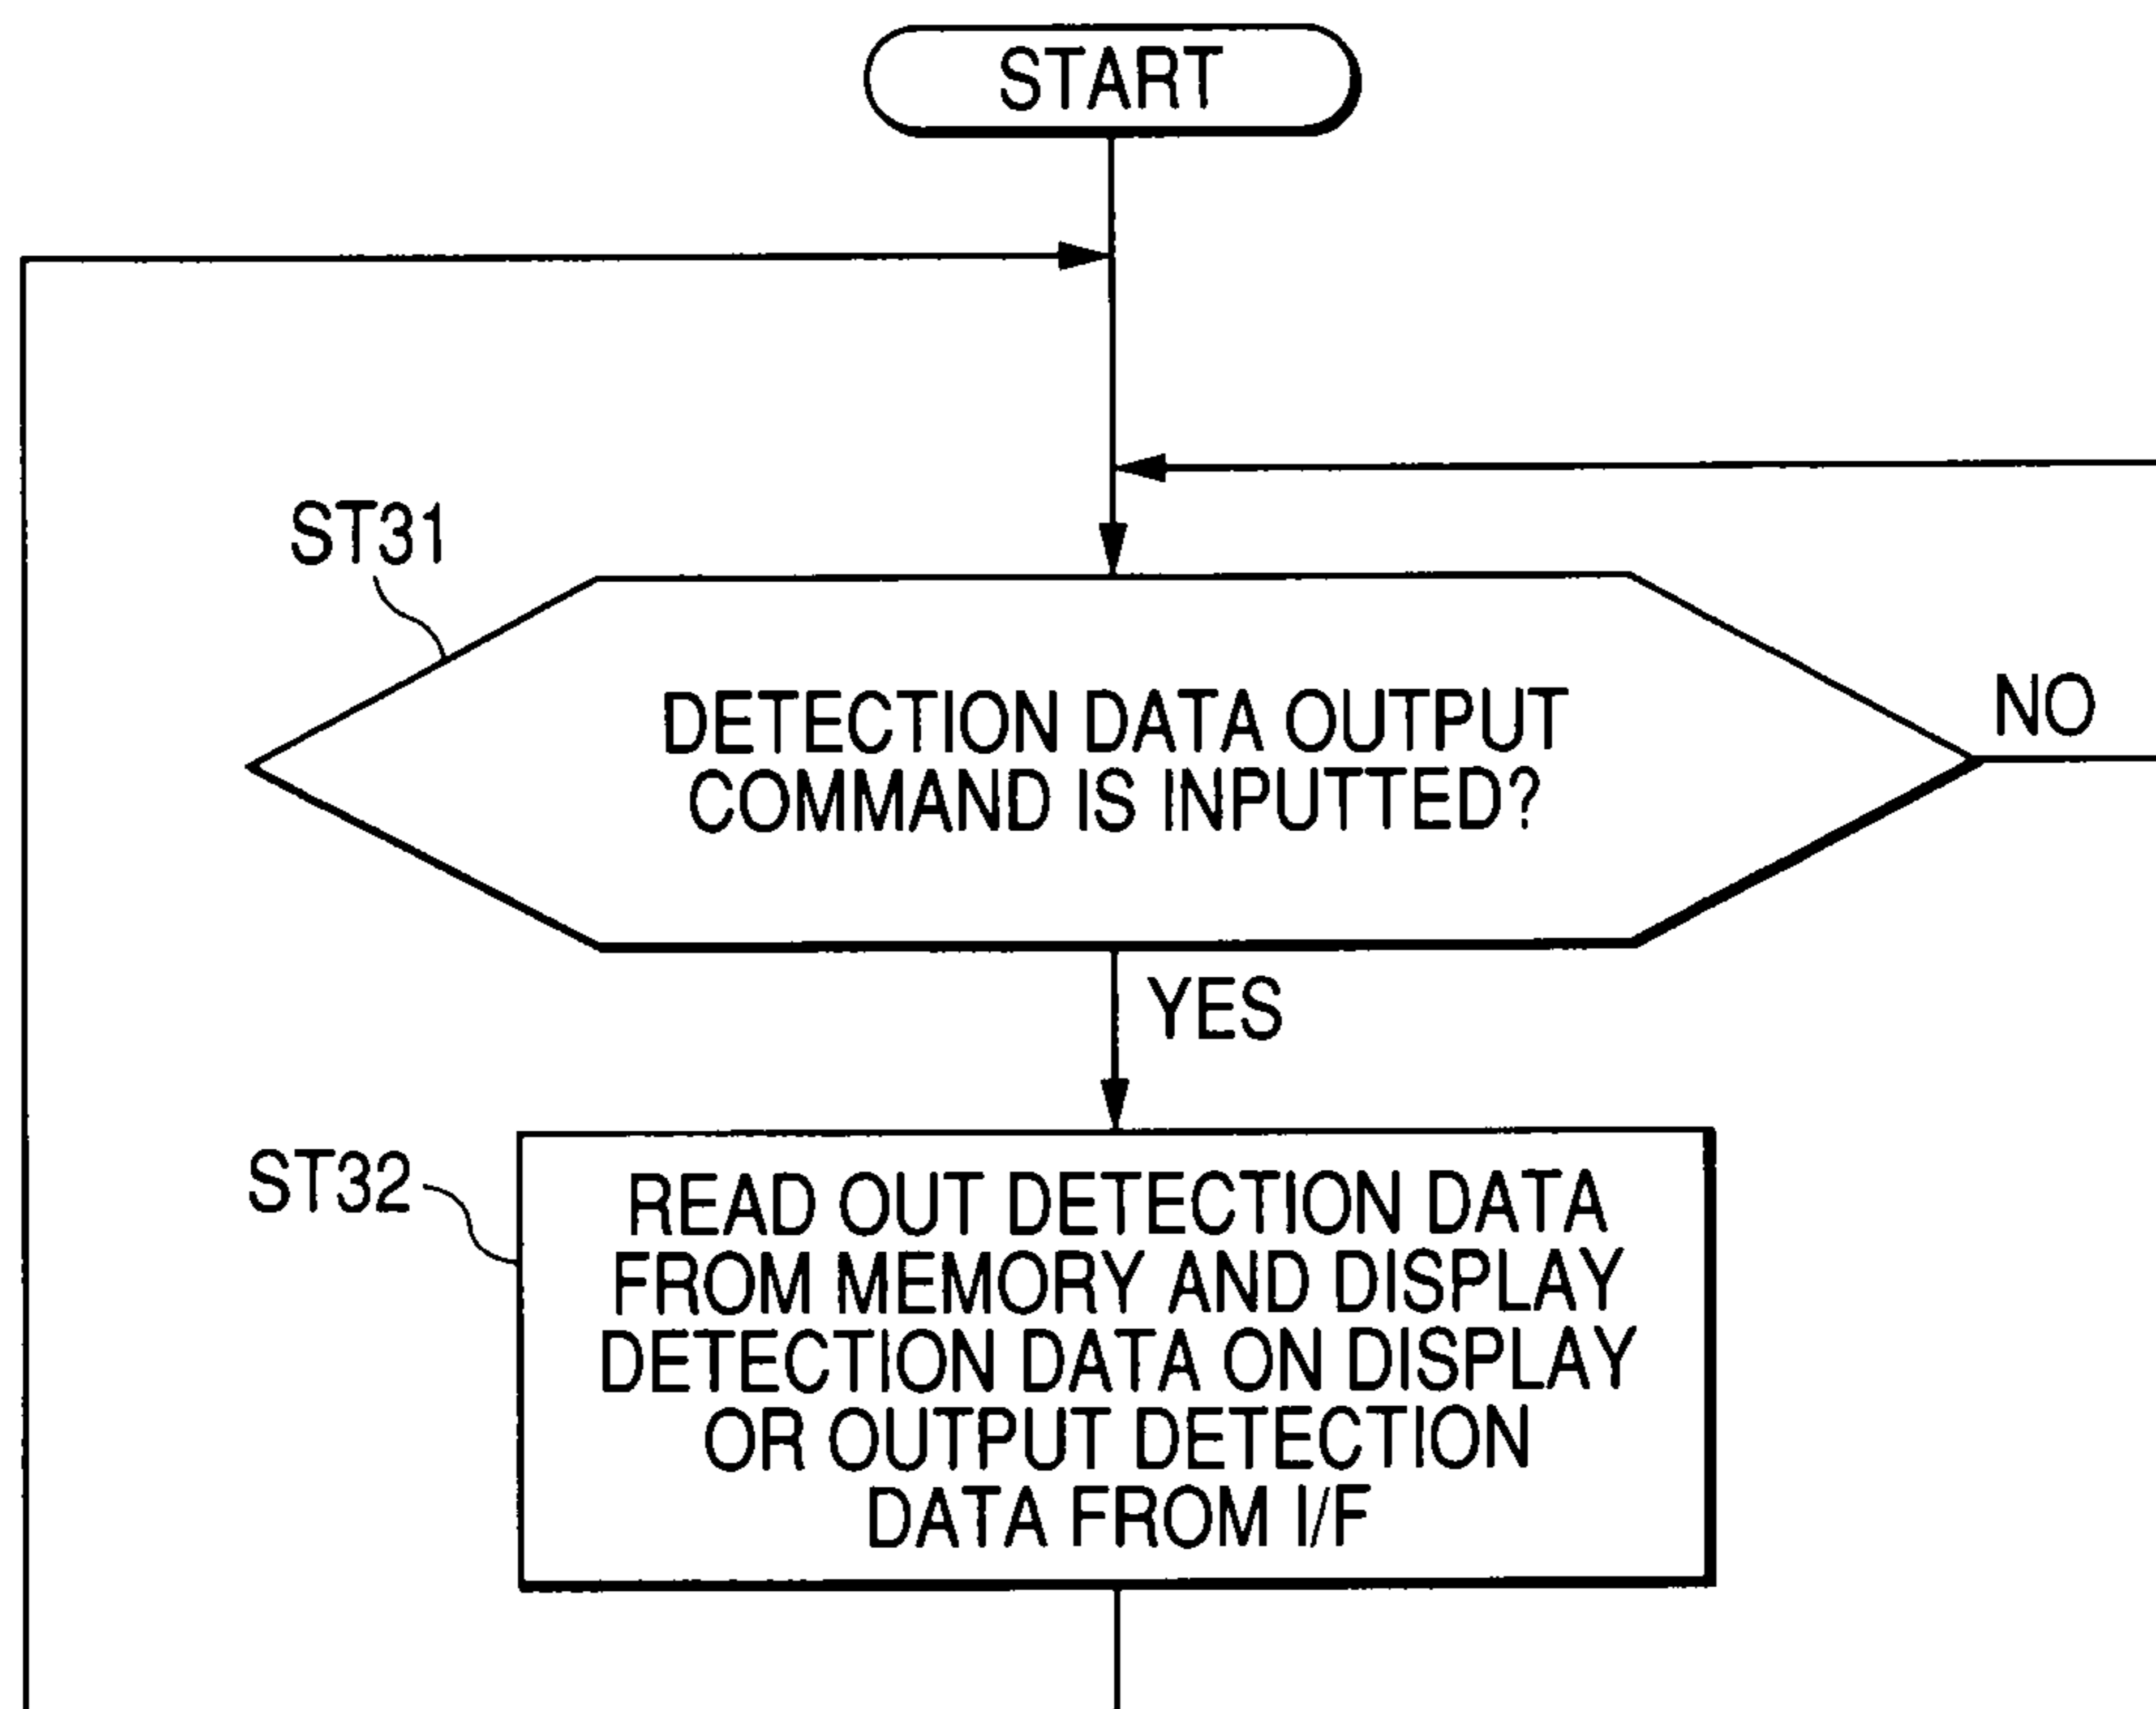 START
ST31
DETECTION DATA OUTPUT
COMMAND IS INPUTTED?
NO
YES
ST32
READ OUT DETECTION DATA
FROM MEMORY AND DISPLAY
DETECTION DATA ON DISPLAY
OR OUTPUT DETECTION
DATA FROM I/F